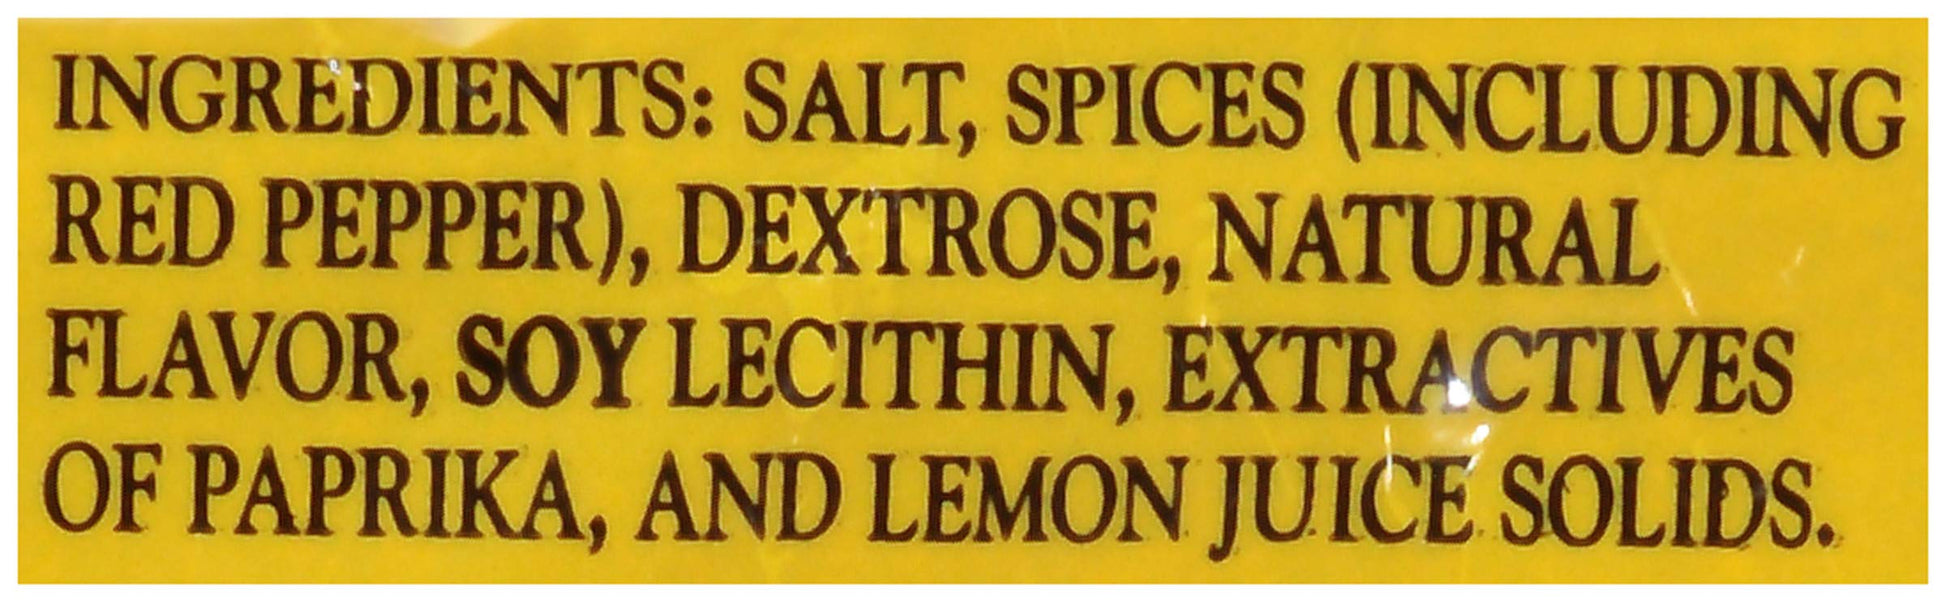 INGREDIENTS: SALT, SPICES (INCLUDING
RED PEPPER), DEXTROSE, NATURAL
FLAVOR, SOY LECITHIN, EXTRACTIVES
OF PAPRIKA, AND LEMON JUICE SOLIDS.